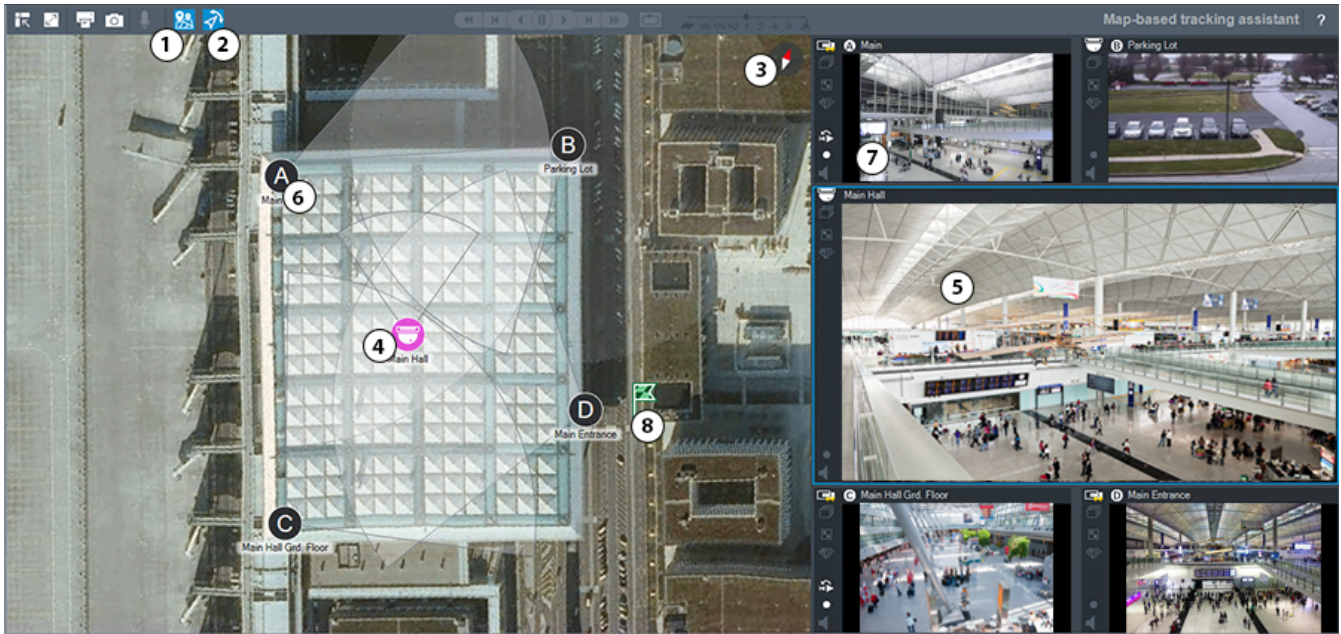 Map-based tracking assistant ?
1
2
3
A Main
B Parking Lot
7
A
Main
6
B
Parking Lot
Main Hall
5
4
Main Hall
8
D
Main Entrance
C
Main Hall Grd. Floor
C Main Hall Grd. Floor
D Main Entrance